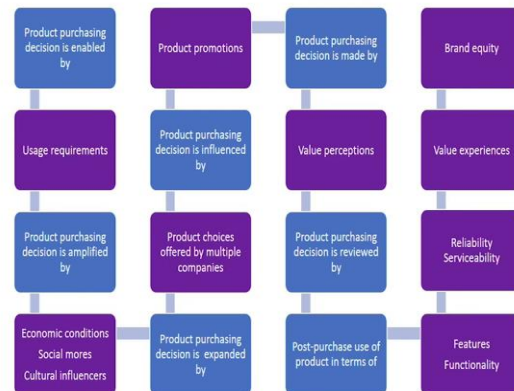 Product purchasing
decision is enabled
by
Usage requirements
Product purchasing
decision is amplified
by
Economic conditions
Social mores
Cultural influencers
Product purchasing
decision is expanded
by
Product choices
offered by multiple
companies
Product purchasing
decision is influenced
by
Product promotions
Product purchasing
decision is made by
Value perceptions
Product purchasing
decision is reviewed
by
Post-purchase use of
product in terms of
Features
Functionality
Reliability
Serviceability
Value experiences
Brand equity